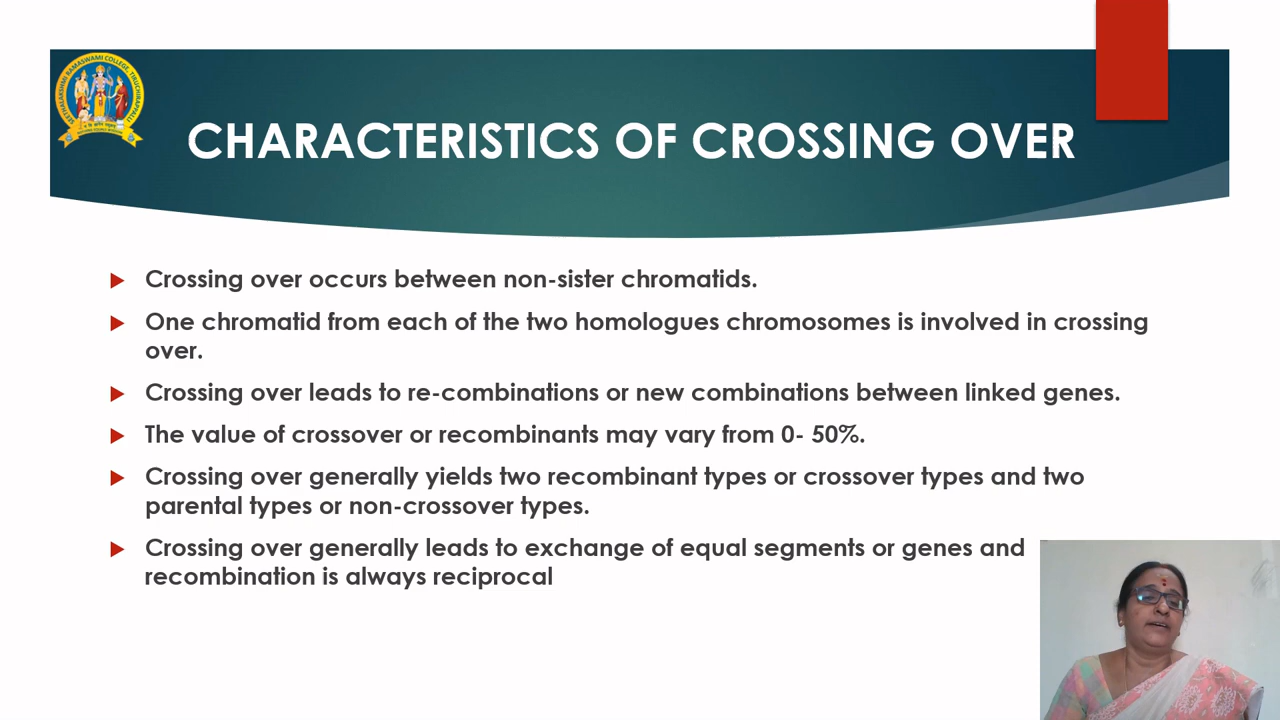 SEETHALAKSHMI RAMASWAMI COLLEGE, TIRUCHIRAPPALLI
CHARACTERISTICS OF CROSSING OVER
Crossing over occurs between non-sister chromatids.
One chromatid from each of the two homologues chromosomes is involved in crossing
over.
Crossing over leads to re-combinations or new combinations between linked genes.
The value of crossover or recombinants may vary from 0- 50%.
Crossing over generally yields two recombinant types or crossover types and two
parental types or non-crossover types.
Crossing over generally leads to exchange of equal segments or genes and
recombination is always reciprocal